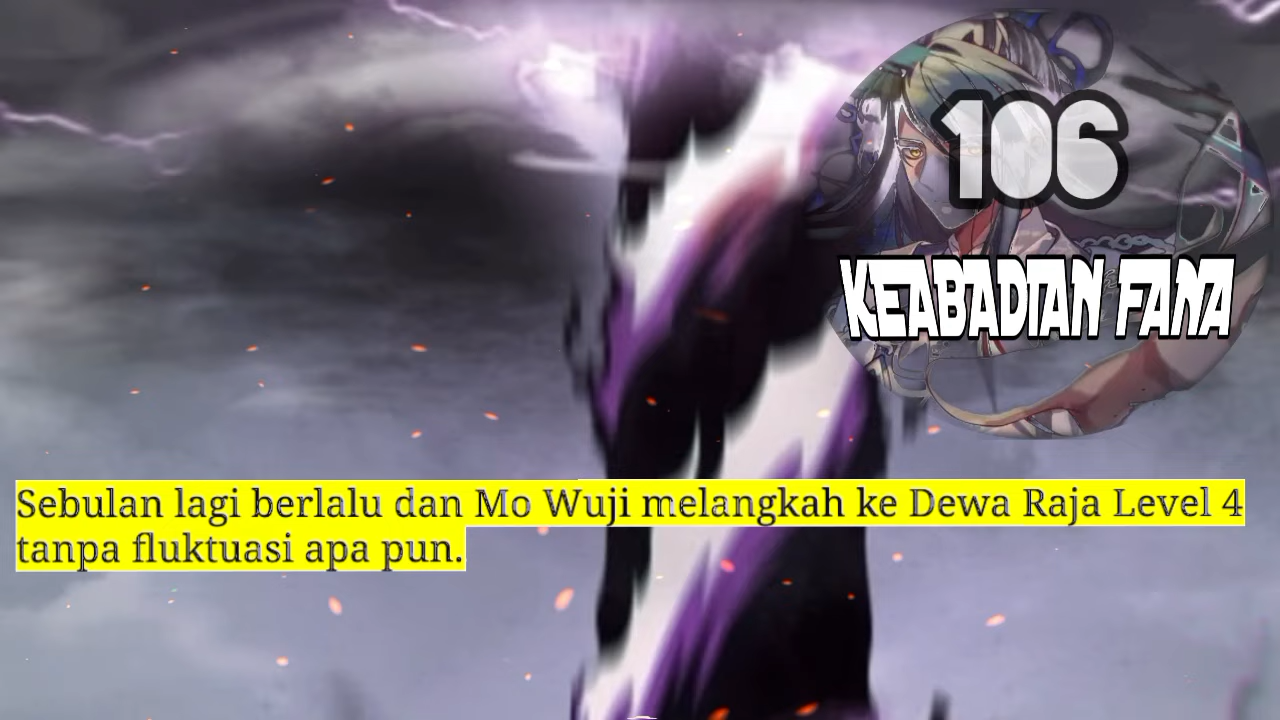 106
KEABADIAN FANA
Sebulan lagi berlalu dan Mo Wuji melangkah ke Dewa Raja Level 4
tanpa fluktuasi apa pun.